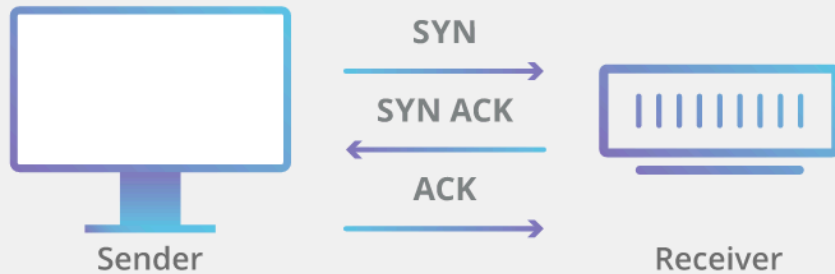 SYN
SYN ACK
ACK
Sender
Receiver